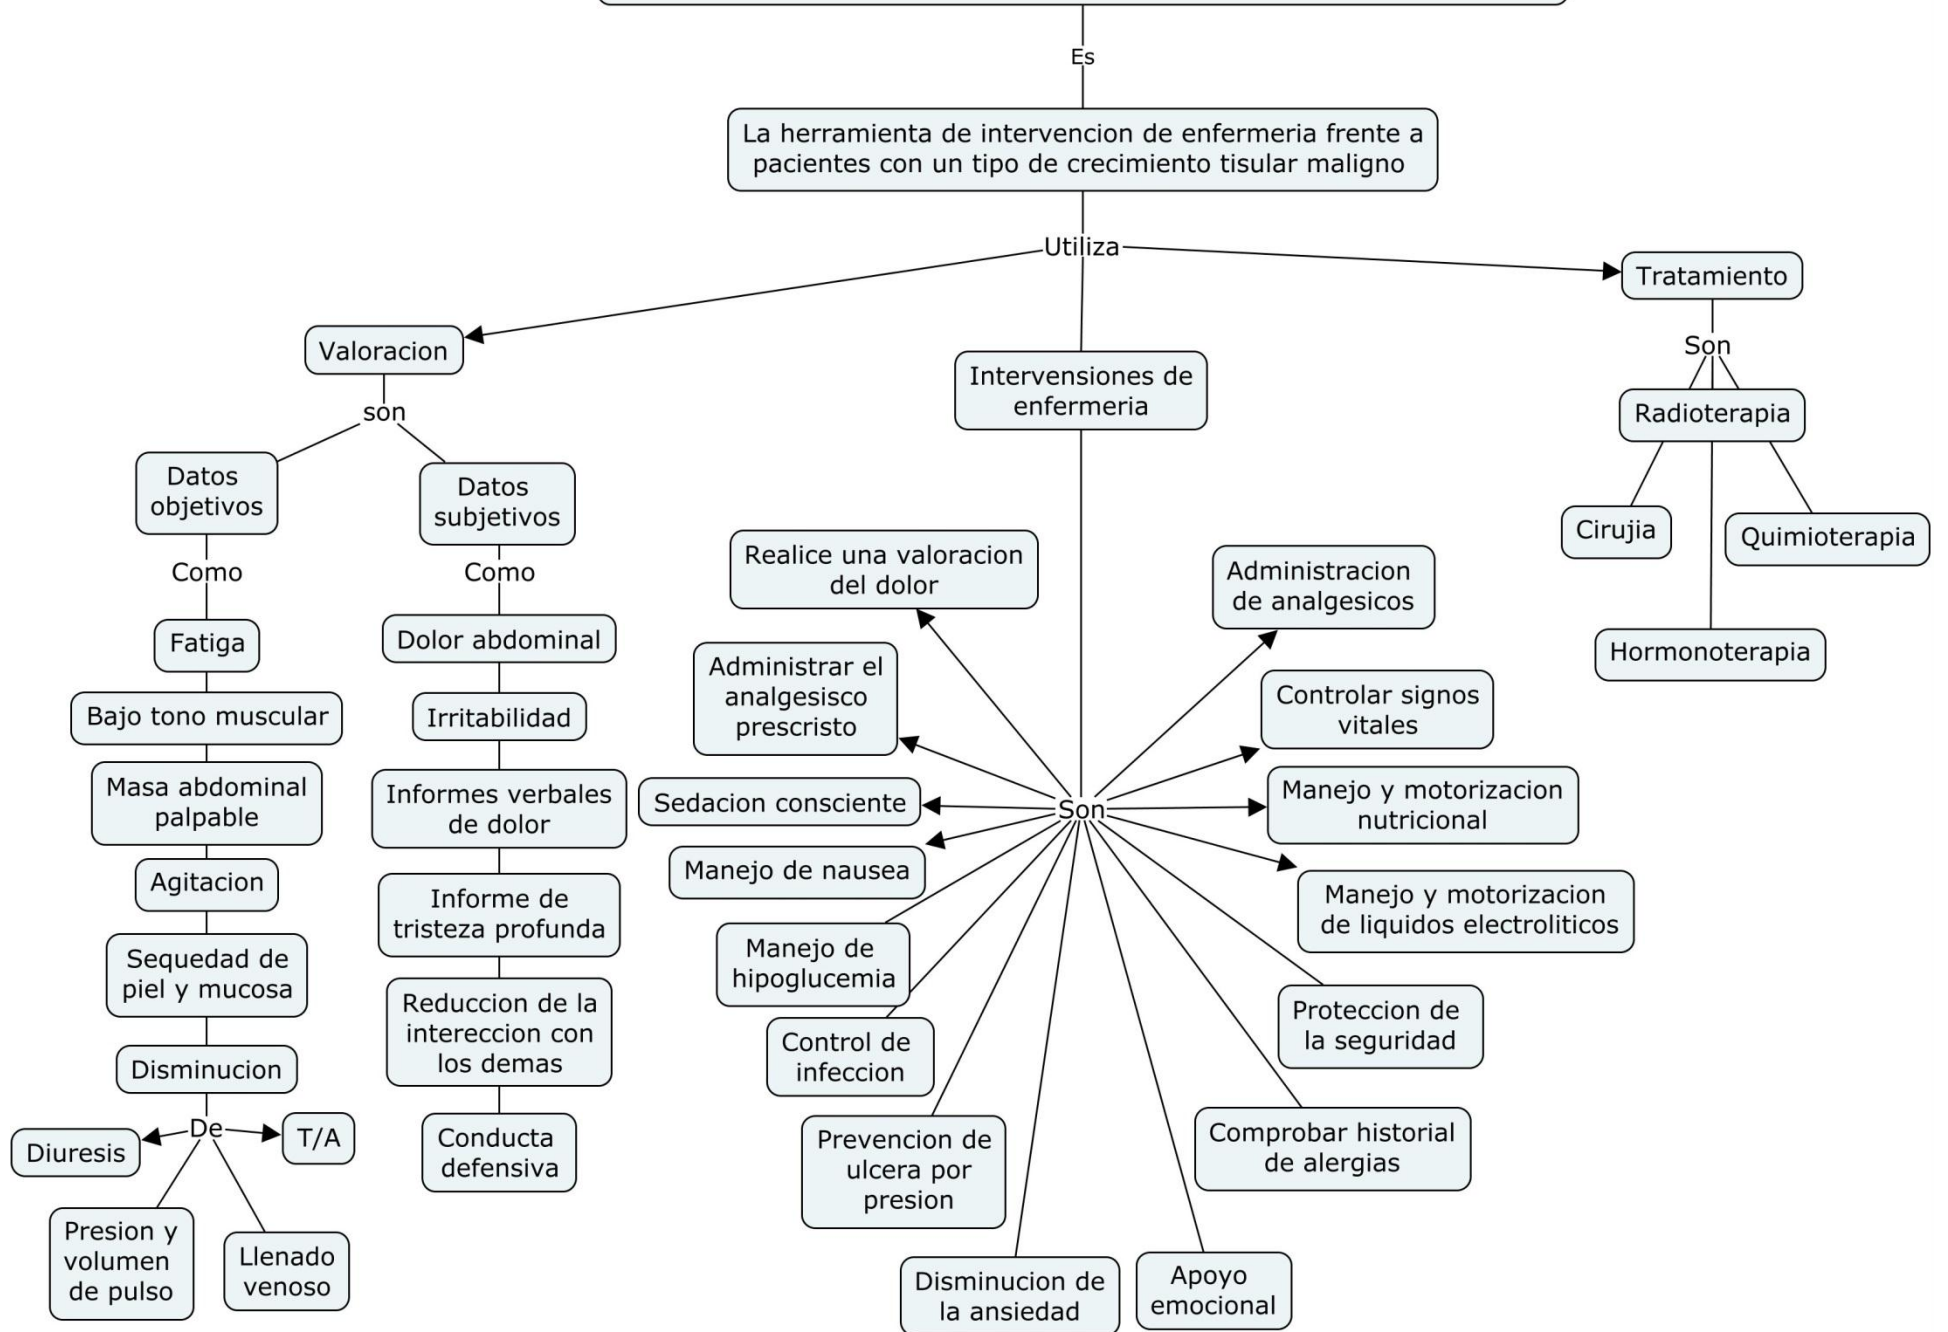 Es
La herramienta de intervencion de enfermeria frente a
pacientes con un tipo de crecimiento tisular maligno
Utiliza
Valoracion
son
Datos
objetivos
Como
Fatiga
Bajo tono muscular
Masa abdominal
palpable
Agitacion
Sequedad de
piel y mucosa
Disminucion
De
Diuresis
T/A
Presion y
volumen
de pulso
Llenado
venoso
Datos
subjetivos
Como
Dolor abdominal
Irritabilidad
Informes verbales
de dolor
Informe de
tristeza profunda
Reduccion de la
intereccion con
los demas
Conducta
defensiva
Intervensiones de
enfermeria
Son
Realice una valoracion
del dolor
Administrar el
analgesisco
prescristo
Sedacion consciente
Manejo de nausea
Manejo de
hipoglucemia
Control de
infeccion
Prevencion de
ulcera por
presion
Disminucion de
la ansiedad
Apoyo
emocional
Comprobar historial
de alergias
Proteccion de
la seguridad
Manejo y motorizacion
de liquidos electroliticos
Manejo y motorizacion
nutricional
Controlar signos
vitales
Administracion
de analgesicos
Tratamiento
Son
Radioterapia
Cirujia
Quimioterapia
Hormonoterapia